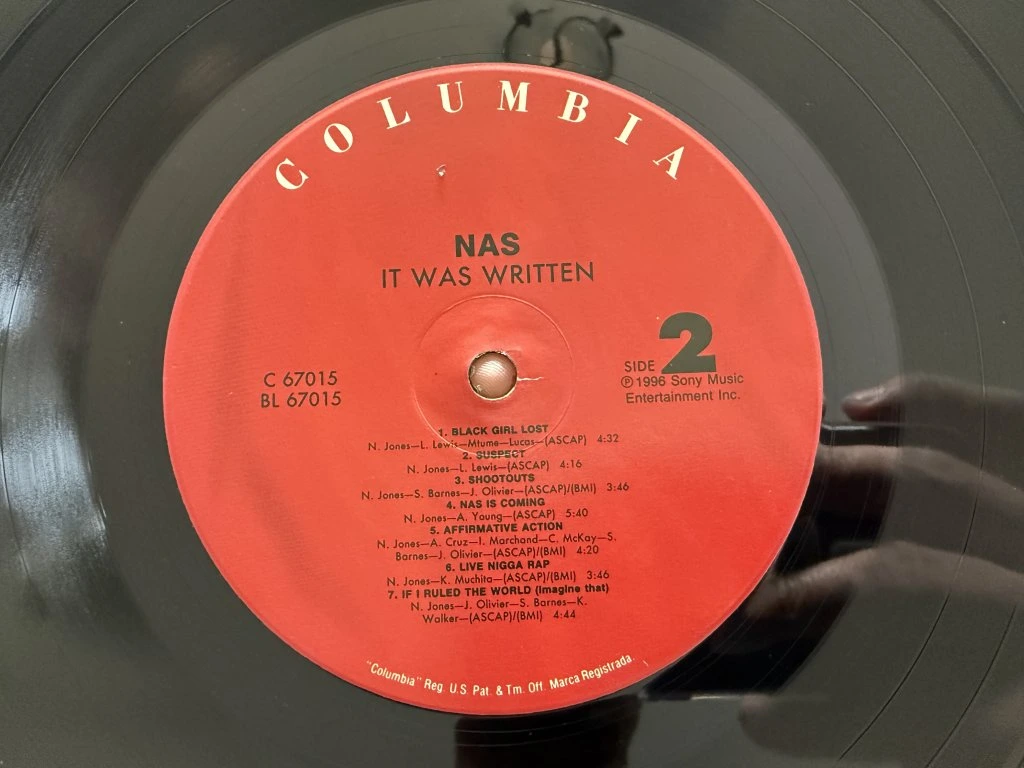 COLUMBIA
NAS
IT WAS WRITTEN
C 67015
BL 67015
SIDE 2
℗1996 Sony Music
Entertainment Inc.
1. BLACK GIRL LOST
N. Jones—L. Lewis—Mtume—Lucas—(ASCAP) 4:32
2. SUSPECT
N. Jones—L. Lewis—(ASCAP) 4:16
3. SHOOTOUTS
N. Jones—S. Barnes—J. Olivier—(ASCAP)/(BMI) 3:46
4. NAS IS COMING
N. Jones—A. Young—(ASCAP) 5:40
5. AFFIRMATIVE ACTION
N. Jones—A. Cruz—I. Marchand—C. McKay—S.
Barnes—J. Olivier—(ASCAP)/(BMI) 4:20
6. LIVE NIGGA RAP
N. Jones—K. Muchita—(ASCAP)/(BMI) 3:46
7. IF I RULED THE WORLD (Imagine that)
N. Jones—J. Olivier—S. Barnes—K.
Walker—(ASCAP)/(BMI) 4:44
"Columbia" Reg. U.S. Pat. & Tm. Off. Marca Registrada.